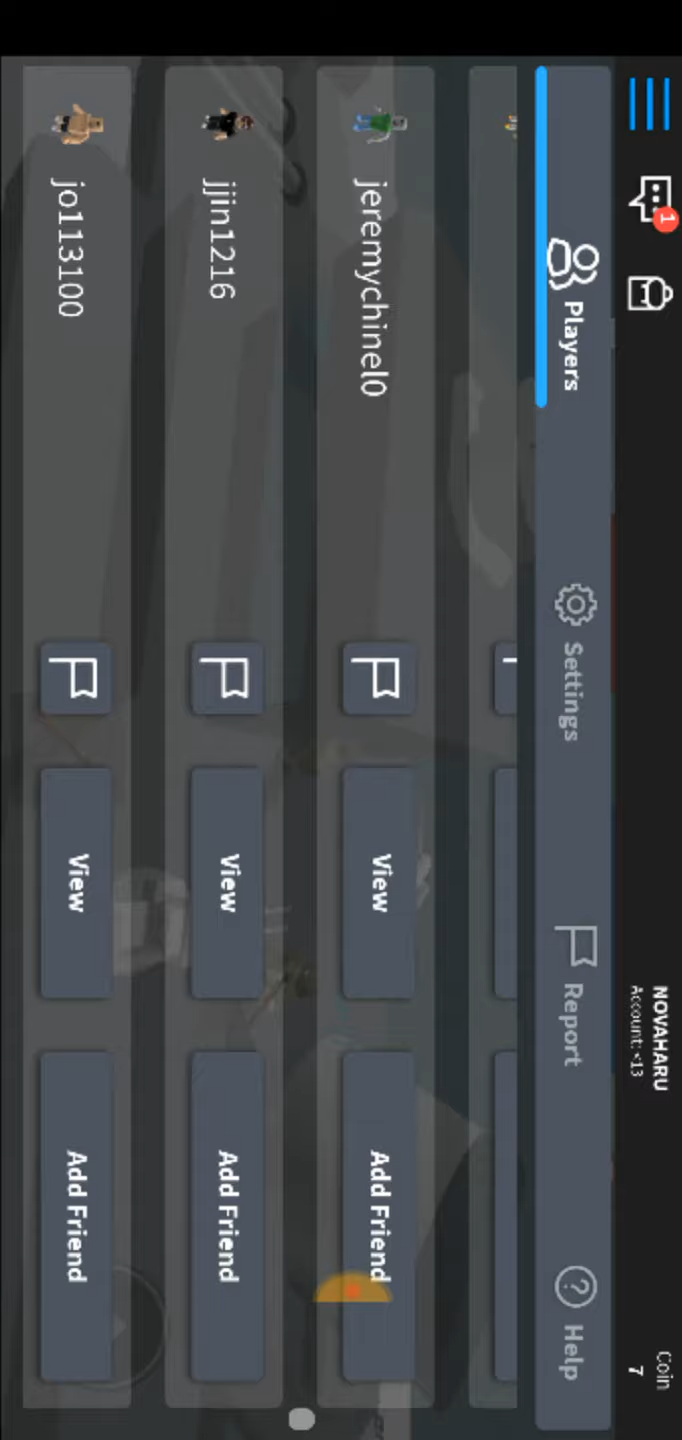 1
NOVAHARU
Account: <13
Coin
7
Players
Settings
Report
Help
jeremychinel0
View
Add Friend
jjin1216
View
Add Friend
jo113100
View
Add Friend